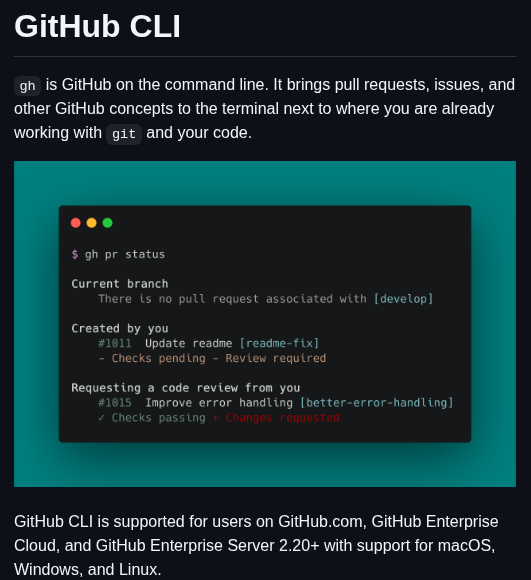 GitHub CLI
gh is GitHub on the command line. It brings pull requests, issues, and
other GitHub concepts to the terminal next to where you are already
working with git and your code.
$ gh pr status
Current branch
There is no pull request associated with [develop]
Created by you
#1011 Update readme [readme-fix]
- Checks pending - Review required
Requesting a code review from you
#1015 Improve error handling [better-error-handling]
✓ Checks passing + Changes requested
GitHub CLI is supported for users on GitHub.com, GitHub Enterprise
Cloud, and GitHub Enterprise Server 2.20+ with support for macOS,
Windows, and Linux.